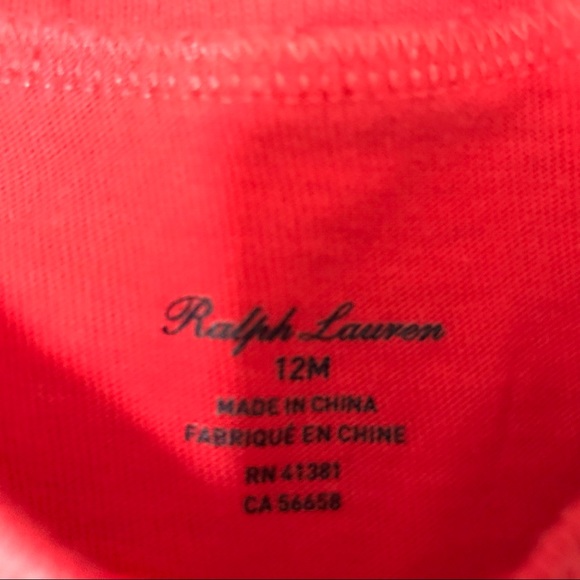 Ralph Lauren
12M
MADE IN CHINA
FABRIQUÉ EN CHINE
RN 41381
CA 56658